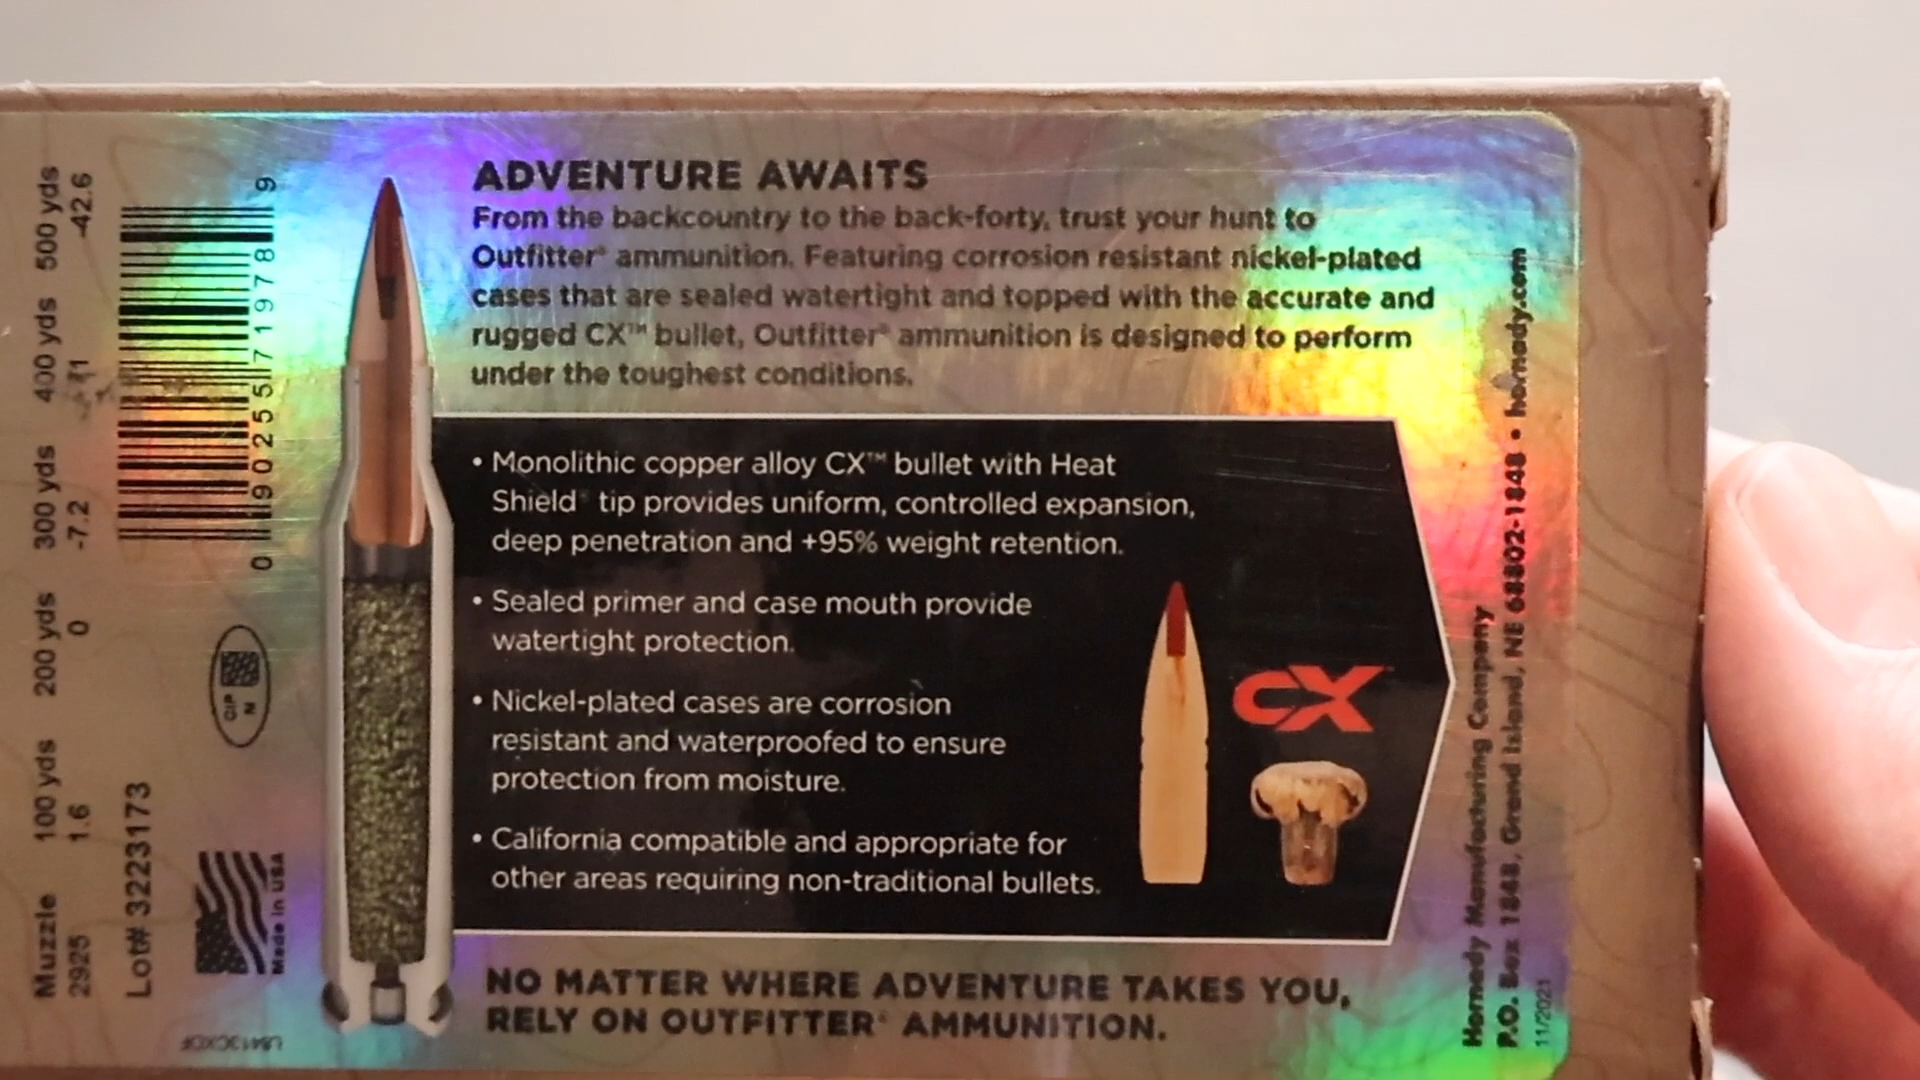 ADVENTURE AWAITS
From the backcountry to the back-forty, trust your hunt to
Outfitter® ammunition. Featuring corrosion resistant nickel-plated
cases that are sealed watertight and topped with the accurate and
rugged CX™ bullet, Outfitter® ammunition is designed to perform
under the toughest conditions.
• Monolithic copper alloy CX™ bullet with Heat
Shield® tip provides uniform, controlled expansion,
deep penetration and +95% weight retention.
• Sealed primer and case mouth provide
watertight protection.
• Nickel-plated cases are corrosion
resistant and waterproofed to ensure
protection from moisture.
• California compatible and appropriate for
other areas requiring non-traditional bullets.
CX
NO MATTER WHERE ADVENTURE TAKES YOU,
RELY ON OUTFITTER® AMMUNITION.
Muzzle 100 yds 200 yds 300 yds 400 yds 500 yds
2925 1.6 0 -7.2 -42.6
Lot# 3223173
0 90255 71978 9
CIP
N
Made in USA
Hornady Manufacturing Company
P.O. Box 1848, Grand Island, NE 68802-1848 • hornady.com
11/2021